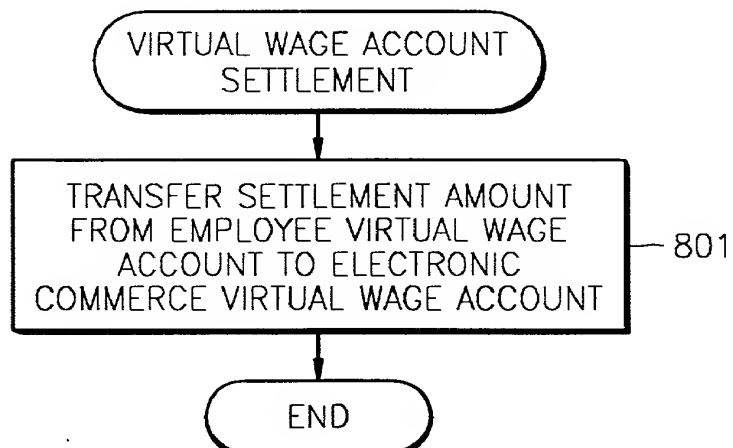 VIRTUAL WAGE ACCOUNT
SETTLEMENT
TRANSFER SETTLEMENT AMOUNT
FROM EMPLOYEE VIRTUAL WAGE
ACCOUNT TO ELECTRONIC
COMMERCE VIRTUAL WAGE ACCOUNT
801
END